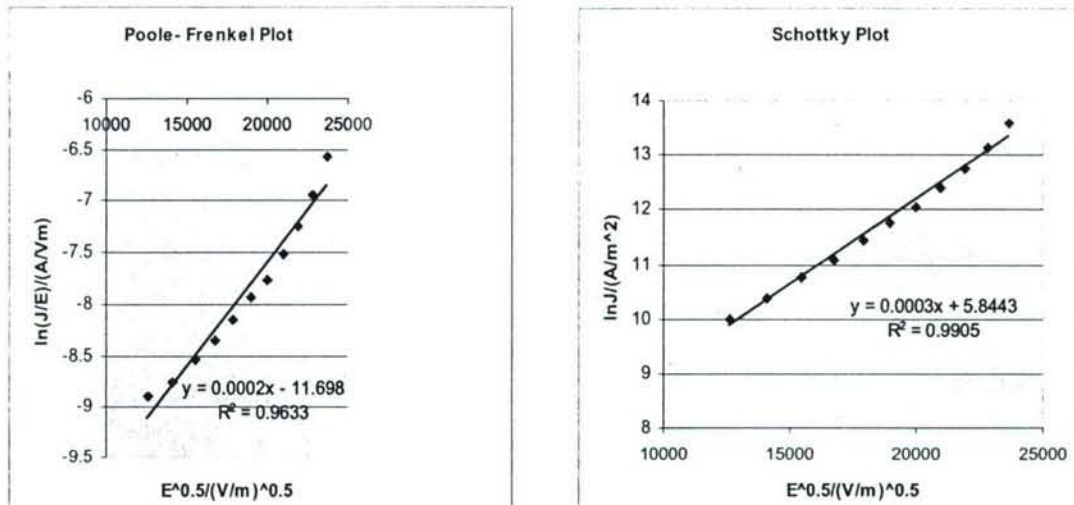 Poole- Frenkel Plot
-6
10000 15000 20000 25000
-6.5
-7
-7.5
-8
-8.5
-9
-9.5
ln(J/E)/(A/Vm)
y = 0.0002x - 11.698
R² = 0.9633
E^0.5/(V/m)^0.5
Schottky Plot
14
13
12
11
10
9
8
lnJ/(A/m^2)
y = 0.0003x + 5.8443
R² = 0.9905
10000 15000 20000 25000
E^0.5/(V/m)^0.5